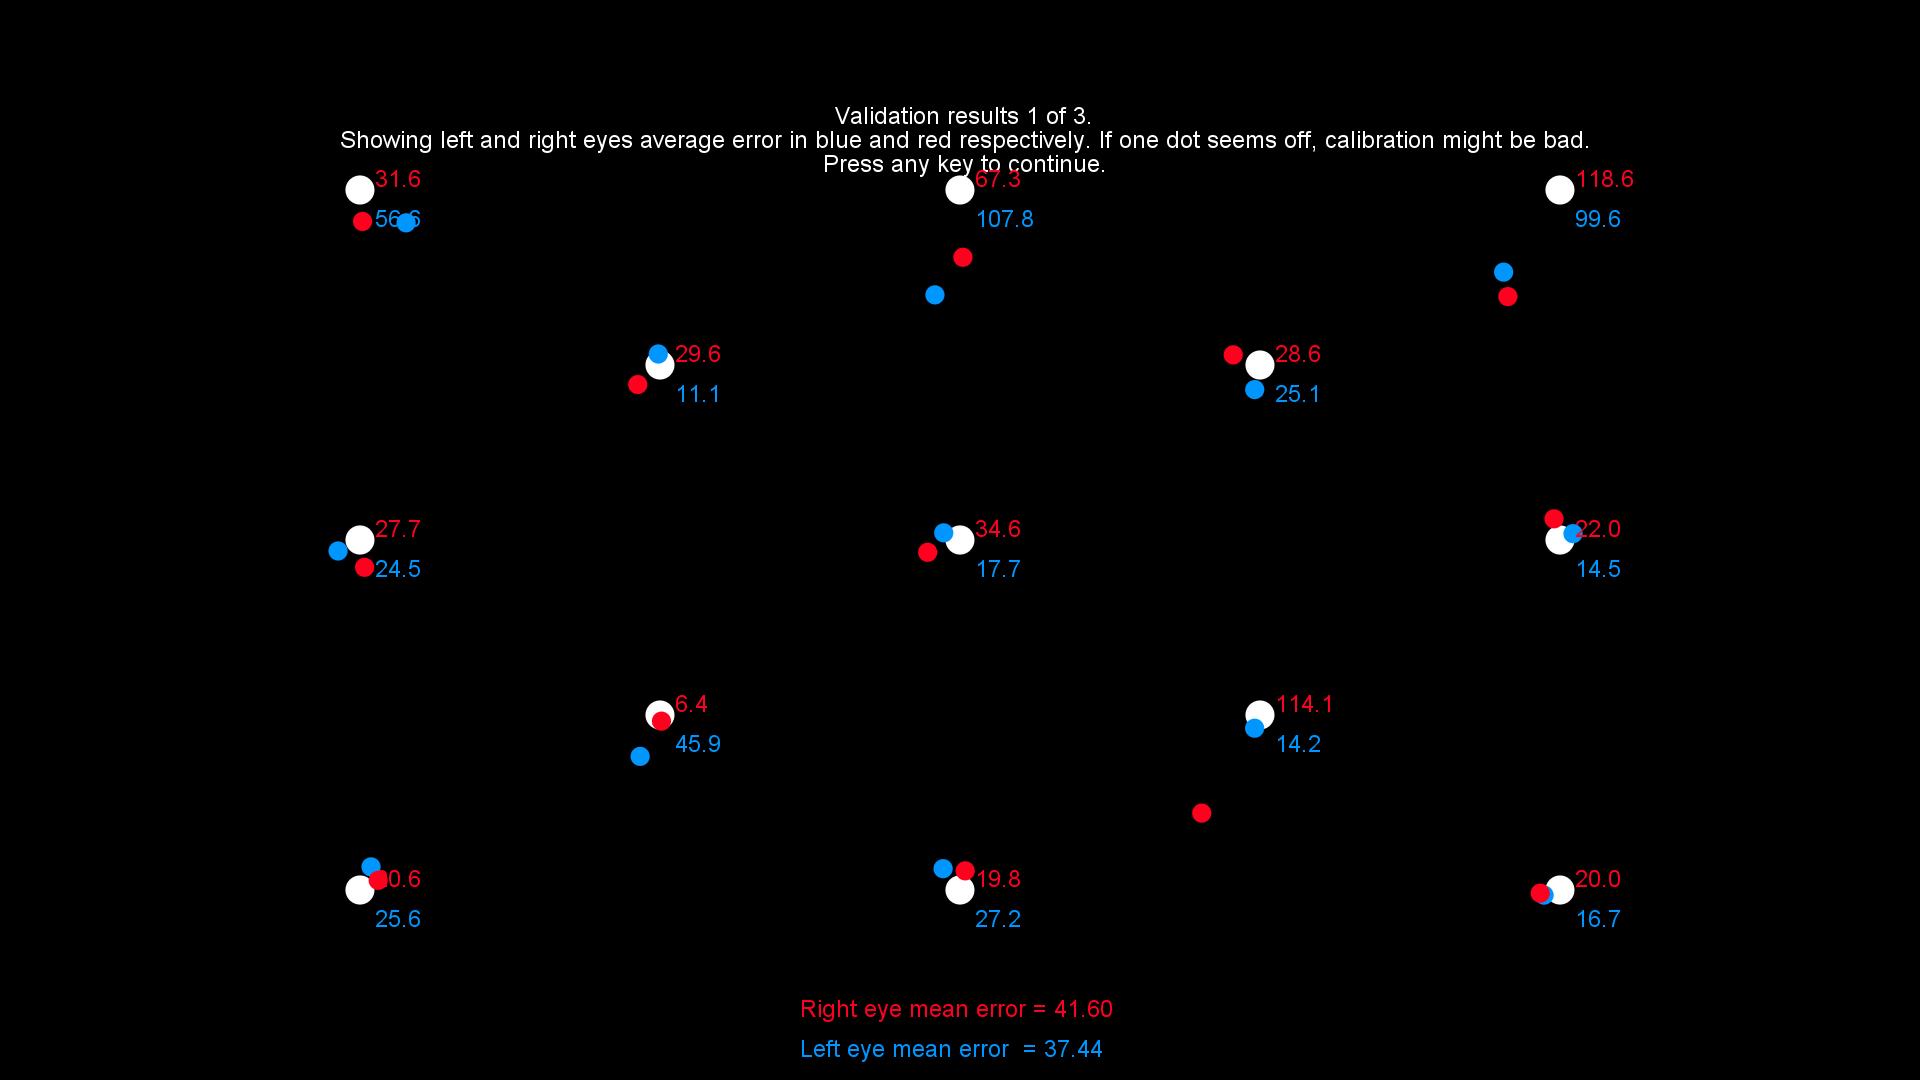 Validation results 1 of 3.
Showing left and right eyes average error in blue and red respectively. If one dot seems off, calibration might be bad.
Press any key to continue.
31.6 67.3 118.6
56.6 107.8 99.6
29.6 28.6
11.1 25.1
27.7 34.6 22.0
24.5 17.7 14.5
6.4 114.1
45.9 14.2
19.8 20.0
25.6 27.2 16.7
Right eye mean error = 41.60
Left eye mean error = 37.44